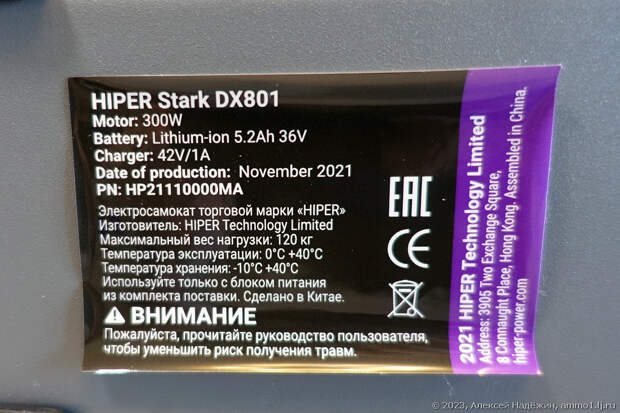 HIPER Stark DX801
Motor: 300W
Battery: Lithium-ion 5.2Ah 36V
Charger: 42V/1A
Date of production: November 2021
PN: HP21110000MA
Электросамокат торговой марки «HIPER»
Изготовитель: HIPER Technology Limited
Максимальный вес нагрузки: 120 кг
Температура эксплуатации: 0°C +40°C
Температура хранения: -10°C +40°C
Используйте только с блоком питания
из комплекта поставки. Сделано в Китае.
ВНИМАНИЕ
Пожалуйста, прочитайте руководство пользователя,
чтобы уменьшить риск получения травм.
EAC
CE
2021 HIPER Technology Limited
Address: 3905 Two Exchange Square,
8 Connaught Place, Hong Kong. Assembled in China.
hiper-power.com
© 2023, Алексей Надёжин, ammo1.lj.ru